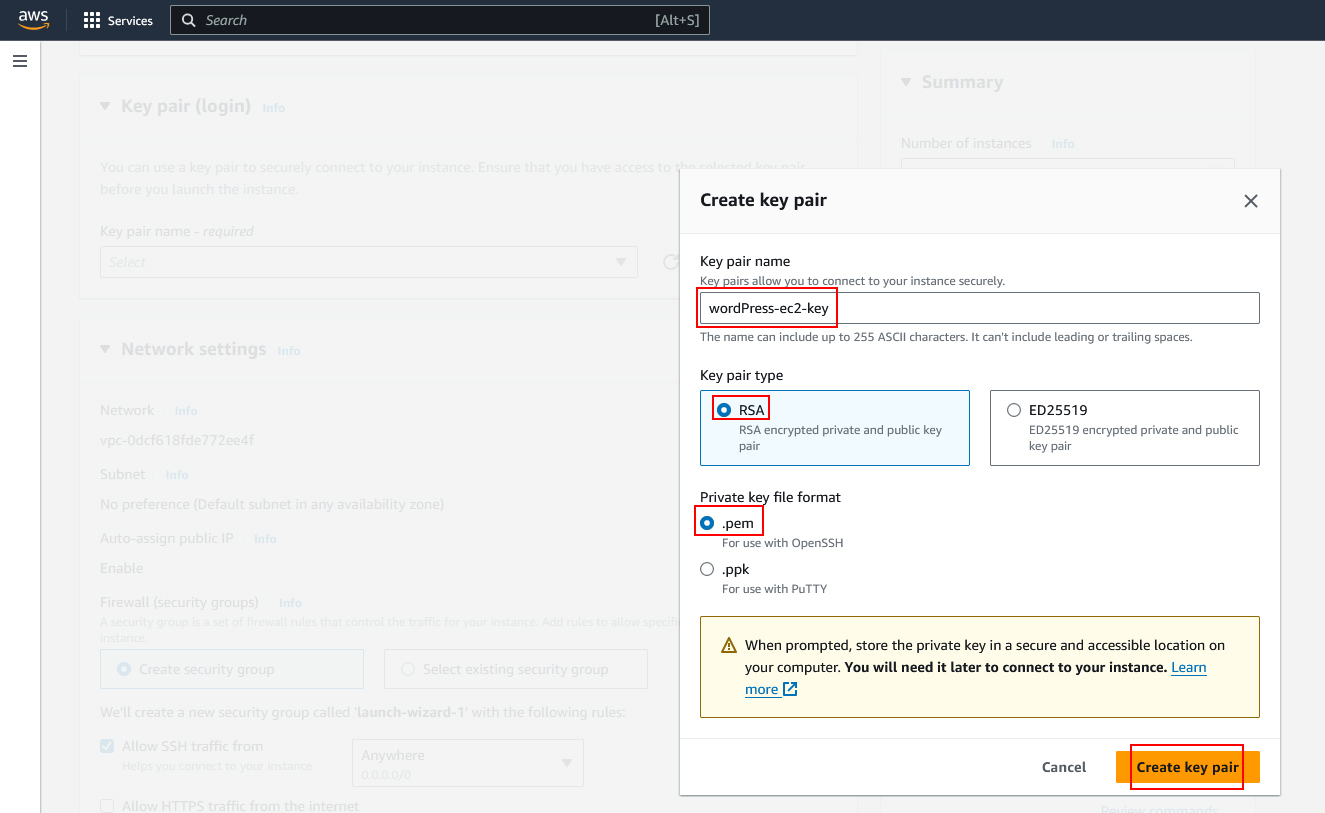 aws
Services
Search
[Alt+S]
Key pair (login) Info
You can use a key pair to securely connect to your instance. Ensure that you have access to the selected key pair
before you launch the instance.
Key pair name - required
Select
Network settings Info
Network Info
vpc-0dcf618fde772ee4f
Subnet Info
No preference (Default subnet in any availability zone)
Auto-assign public IP Info
Enable
Firewall (security groups) Info
A security group is a set of firewall rules that control the traffic for your instance. Add rules to allow specific
instance.
Create security group
Select existing security group
We'll create a new security group called 'launch-wizard-1' with the following rules:
Allow SSH traffic from
Helps you connect to your instance
Anywhere
0.0.0.0/0
Allow HTTPS traffic from the internet
Summary
Number of instances Info
Create key pair
Key pair name
Key pairs allow you to connect to your instance securely.
wordPress-ec2-key
The name can include up to 255 ASCII characters. It can't include leading or trailing spaces.
Key pair type
RSA
RSA encrypted private and public key
pair
ED25519
ED25519 encrypted private and public
key pair
Private key file format
.pem
For use with OpenSSH
.ppk
For use with PuTTY
When prompted, store the private key in a secure and accessible location on
your computer. You will need it later to connect to your instance. Learn
more
Cancel
Create key pair
Review commands